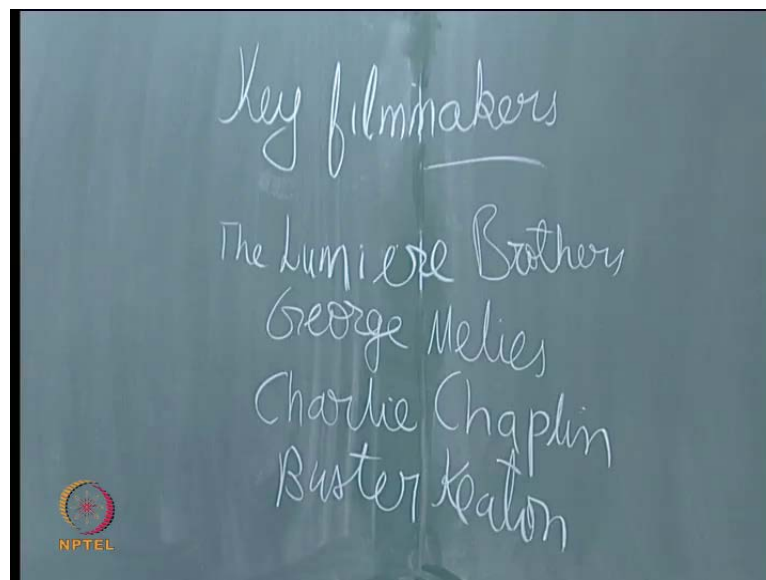 Key filmmakers
The Lumiere Brothers
George Melies
Charlie Chaplin
Buster Keaton
NPTEL